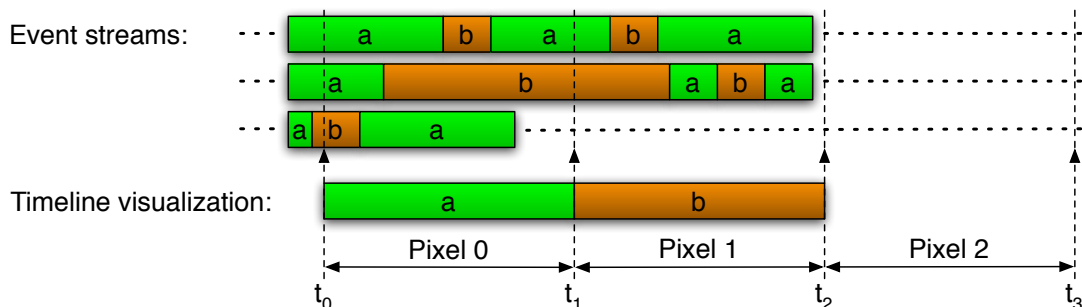 Event streams: a b a b a
a b a b a
a b a
Timeline visualization: a b
Pixel 0 Pixel 1 Pixel 2
t0 t1 t2 t3